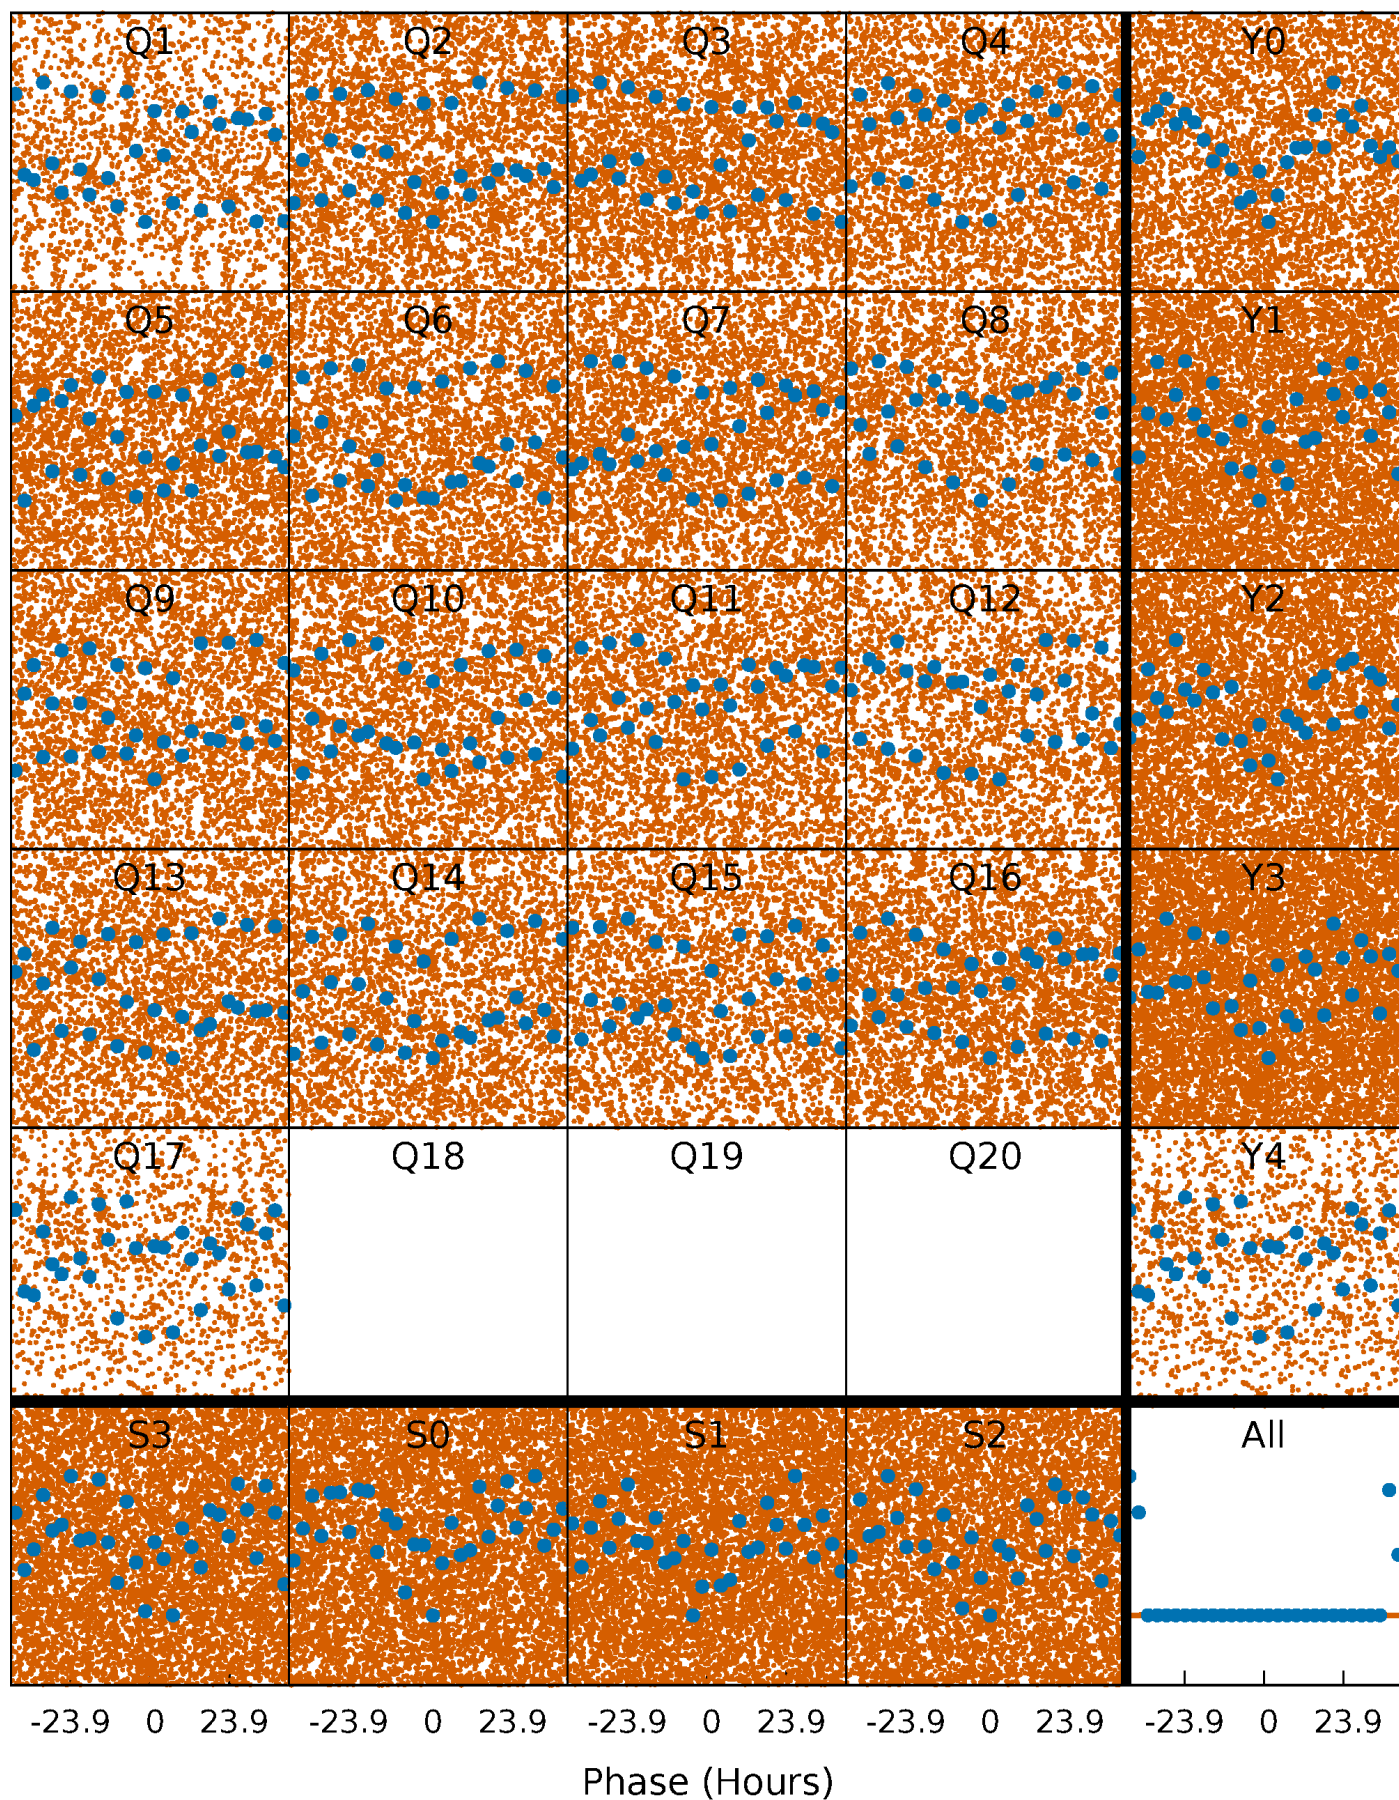 Q1 Q2 Q3 Q4 Y0
Q5 Q6 Q7 Q8 Y1
Q9 Q10 Q11 Q12 Y2
Q13 Q14 Q15 Q16 Y3
Q17 Q18 Q19 Q20 Y4
S3 S0 S1 S2 All
-23.9 0 23.9 -23.9 0 23.9 -23.9 0 23.9 -23.9 0 23.9 -23.9 0 23.9
Phase (Hours)